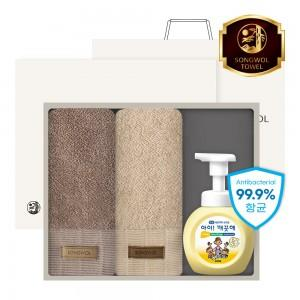 SONGWOL
TOWEL
Antibacterial
99.9%
항균
아이! 깨끗해
SONGWOL
SONGWOL